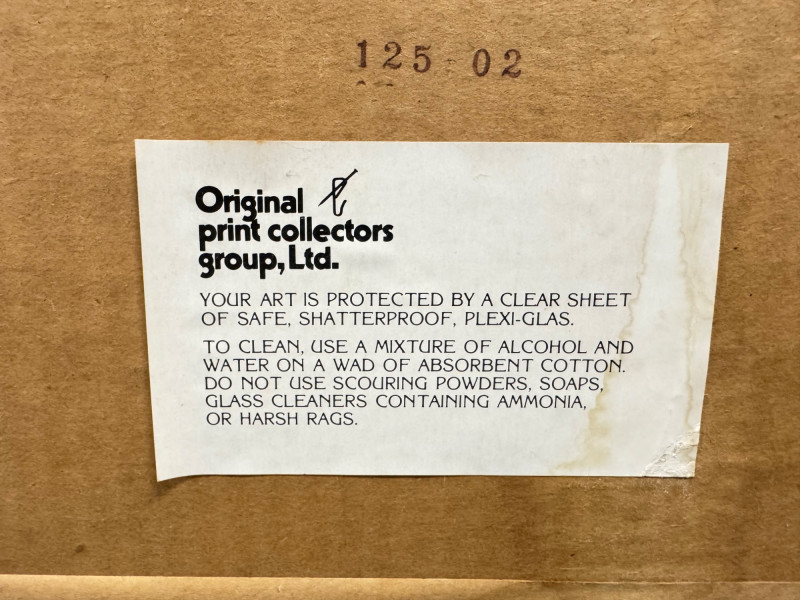 125 02
Original
print collectors
group, Ltd.
YOUR ART IS PROTECTED BY A CLEAR SHEET
OF SAFE, SHATTERPROOF, PLEXI-GLAS.
TO CLEAN, USE A MIXTURE OF ALCOHOL AND
WATER ON A WAD OF ABSORBENT COTTON.
DO NOT USE SCOURING POWDERS, SOAPS,
GLASS CLEANERS CONTAINING AMMONIA,
OR HARSH RAGS.